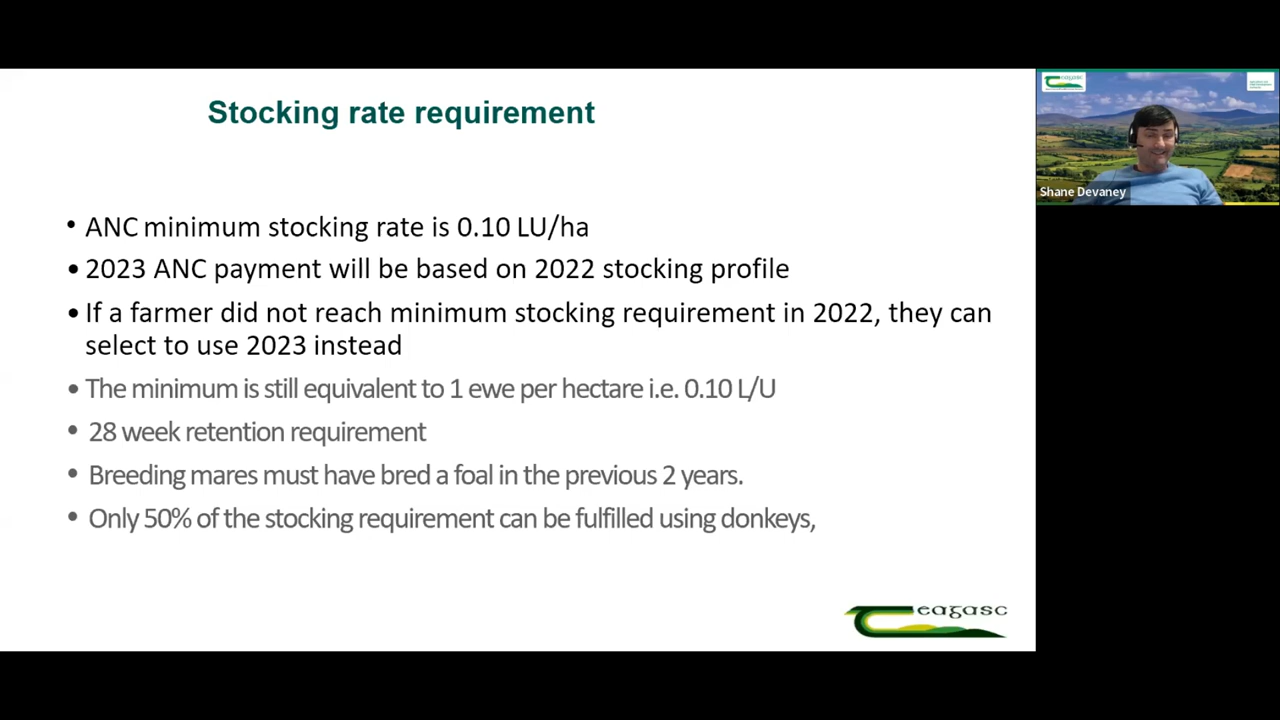 Stocking rate requirement
• ANC minimum stocking rate is 0.10 LU/ha
• 2023 ANC payment will be based on 2022 stocking profile
• If a farmer did not reach minimum stocking requirement in 2022, they can
select to use 2023 instead
• The minimum is still equivalent to 1 ewe per hectare i.e. 0.10 L/U
• 28 week retention requirement
• Breeding mares must have bred a foal in the previous 2 years.
• Only 50% of the stocking requirement can be fulfilled using donkeys,
teagasc
teagasc
Shane Devaney